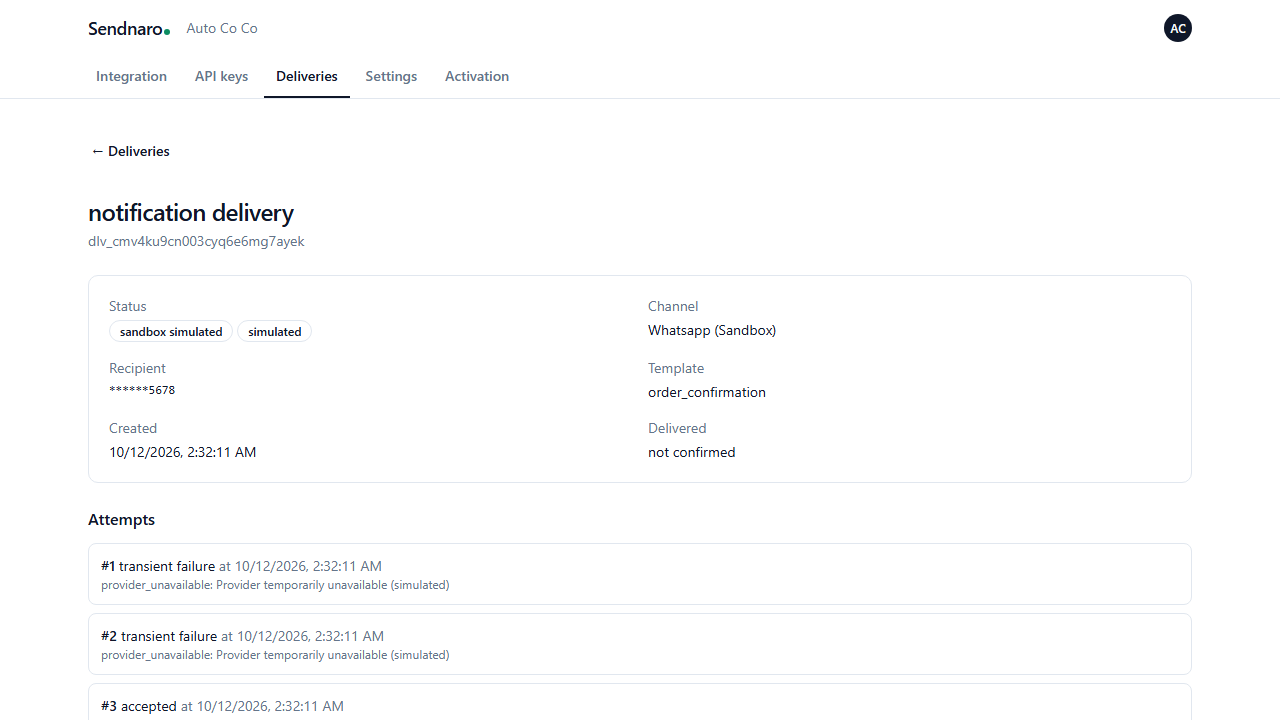 Sendnaro
Auto Co Co
AC
Integration
API keys
Deliveries
Settings
Activation
← Deliveries
notification delivery
dlv_cmv4ku9cn003cyq6e6mg7ayek
Status
sandbox simulated
simulated
Channel
Whatsapp (Sandbox)
Recipient
******5678
Template
order_confirmation
Created
10/12/2026, 2:32:11 AM
Delivered
not confirmed
Attempts
#1 transient failure at 10/12/2026, 2:32:11 AM
provider_unavailable: Provider temporarily unavailable (simulated)
#2 transient failure at 10/12/2026, 2:32:11 AM
provider_unavailable: Provider temporarily unavailable (simulated)
#3 accepted at 10/12/2026, 2:32:11 AM